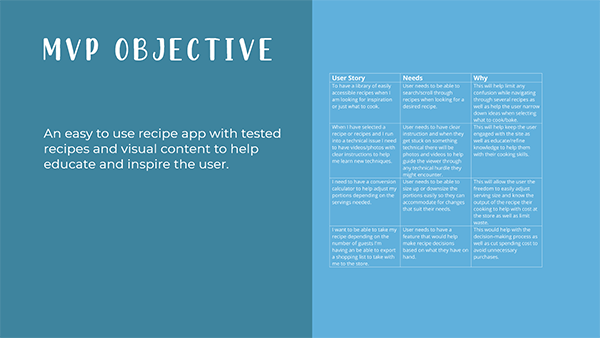 MVP OBJECTIVE
An easy to use recipe app with tested
recipes and visual content to help
educate and inspire the user.
User Story
Needs
Why
To have a library of easily
accessible recipes when I
am looking for inspiration
or just what to cook.
User needs to be able to
search/scroll through
recipes when looking for a
desired recipe.
This will help limit any
confusion while navigating
through several recipes as
well as help the user narrow
down ideas when selecting
what to cook/bake.
When I have selected a
recipe or recipes and I run
into a technical issue I need
to have videos/photos with
clear instructions to help
me learn new techniques.
User needs to have clear
instruction and when they
get stuck on something
technical their will be
photos and videos to help
guide the viewer through
any technical hurdle they
might encounter.
This will help keep the user
engaged with the site as
well as educate/refine
knowledge to help them
with their cooking skills.
I need to have a conversion
calculator to help adjust my
portions depending on the
servings needed.
User needs to be able to
size up or downsize the
portions easily so they can
accommodate for changes
that suit their needs.
This will allow the user the
freedom to easily adjust
serving size and know the
output of the recipe their
cooking to help with cost at
the store as well as limit
waste.
I want to be able to take my
recipe depending on the
number of guests I'm
having an be able to export
a shopping list to take with
me to the store.
User needs to have a
feature that would help
make recipe decisions
based on what they have on
hand.
This would help with the
decision-making process as
well as cut spending cost to
avoid unnecessary
purchases.